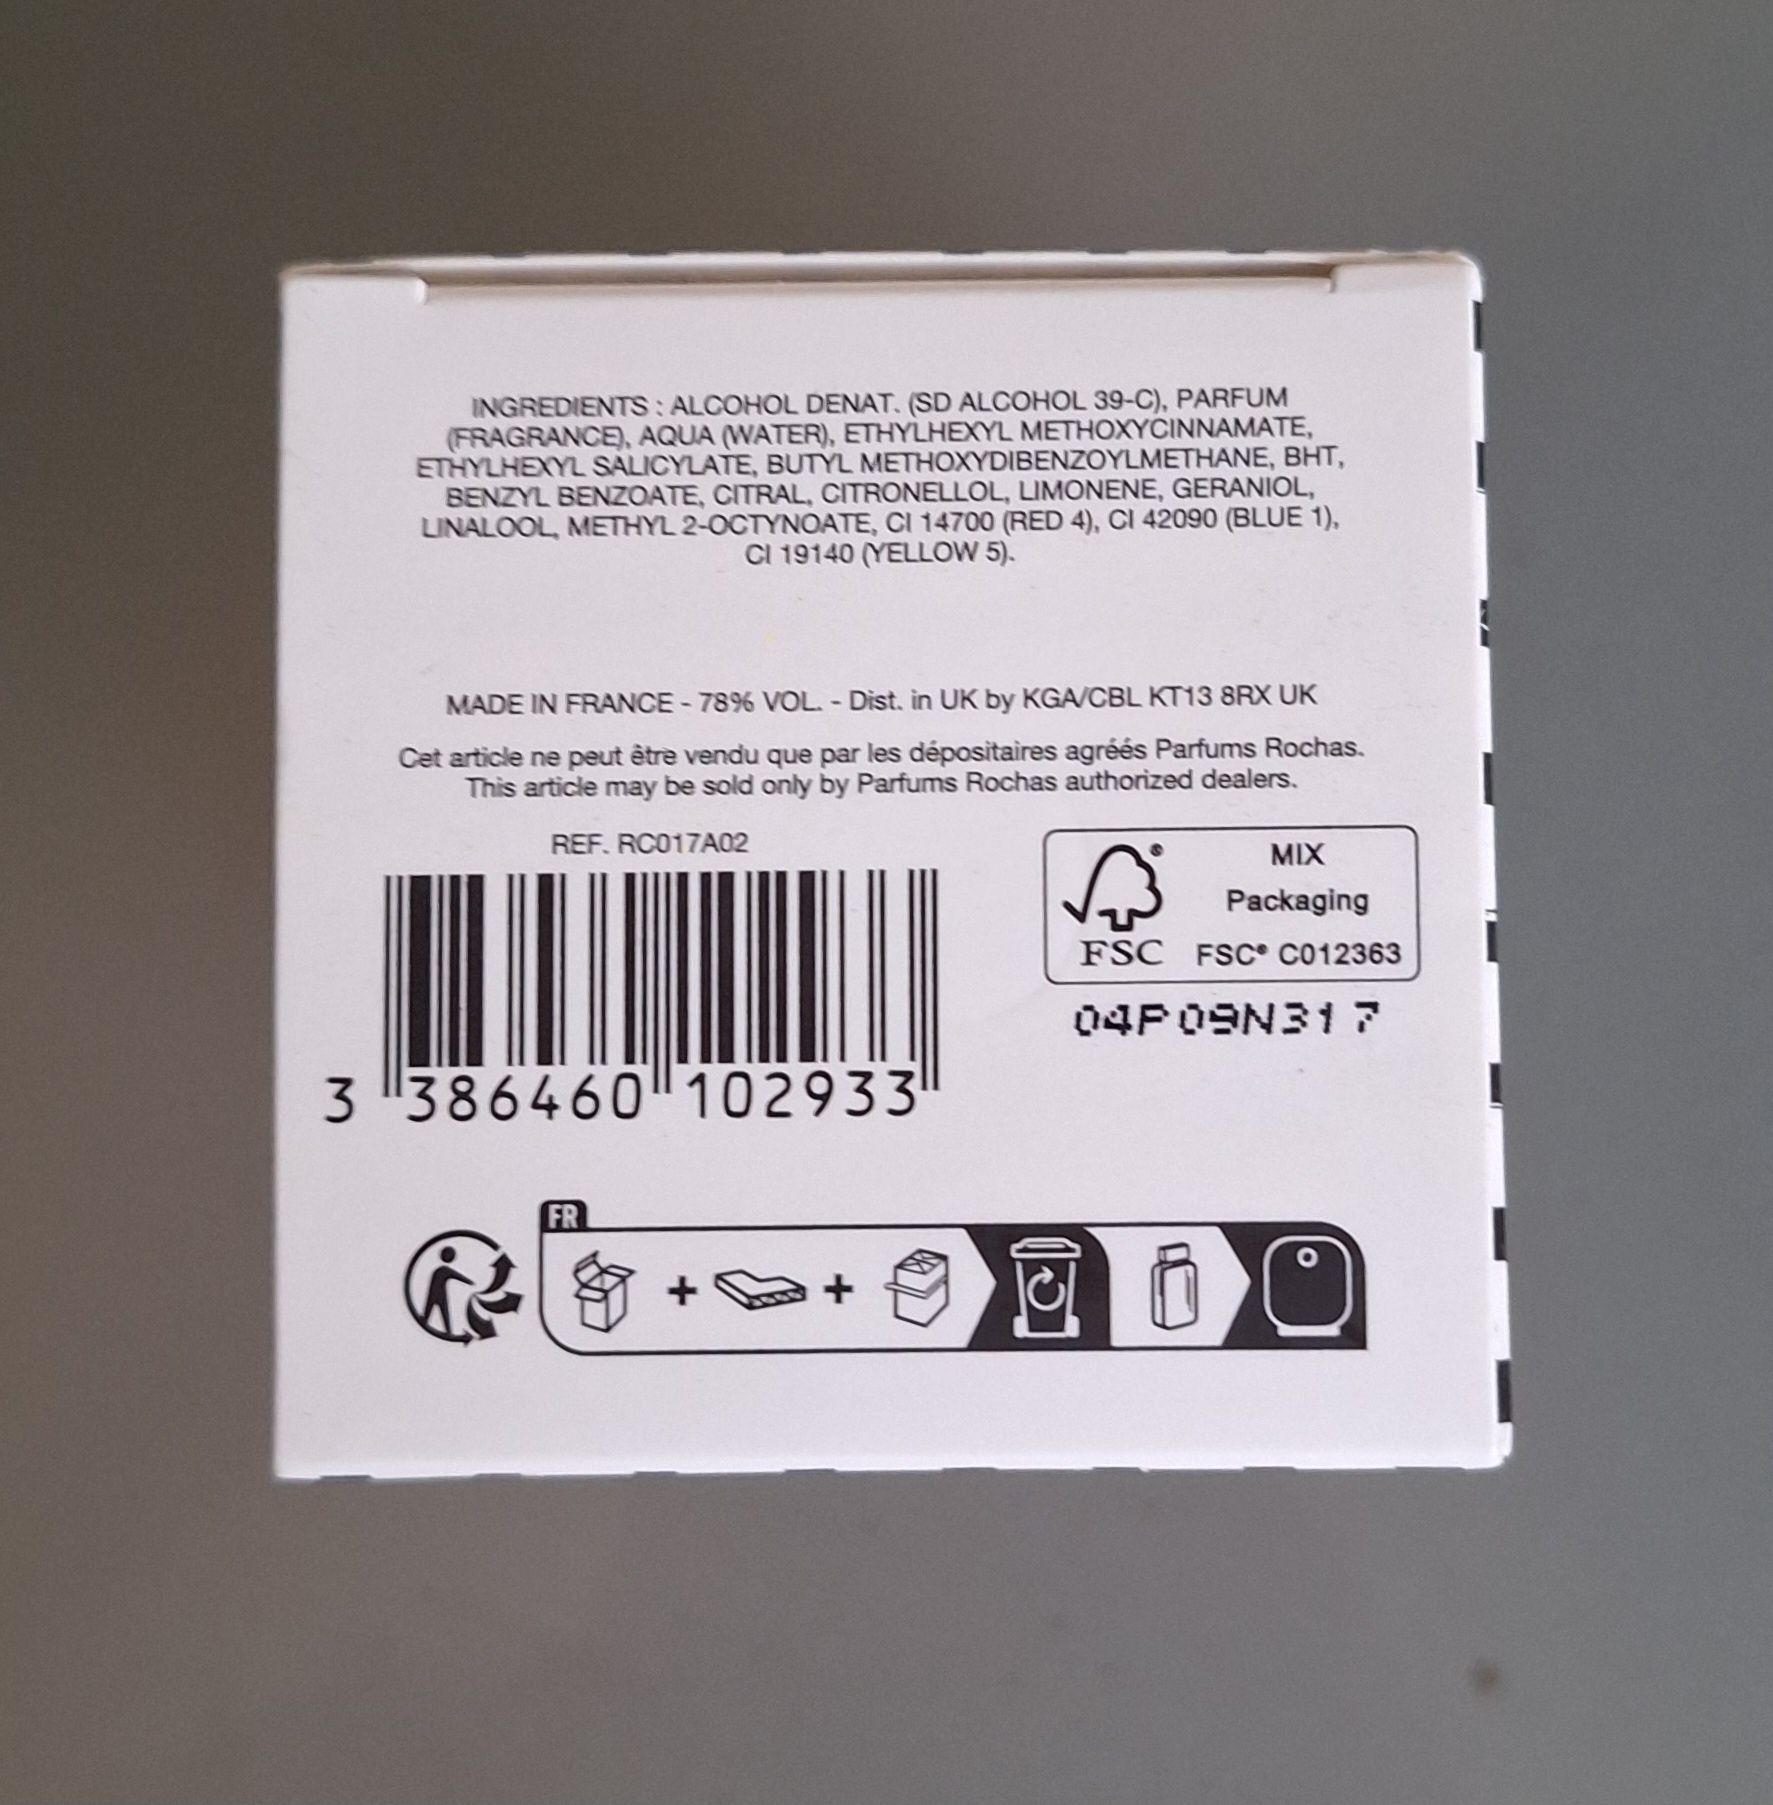 INGREDIENTS : ALCOHOL DENAT. (SD ALCOHOL 39-C), PARFUM
(FRAGRANCE), AQUA (WATER), ETHYLHEXYL METHOXYCINNAMATE,
ETHYLHEXYL SALICYLATE, BUTYL METHOXYDIBENZOYLMETHANE, BHT,
BENZYL BENZOATE, CITRAL, CITRONELLOL, LIMONENE, GERANIOL,
LINALOOL, METHYL 2-OCTYNOATE, CI 14700 (RED 4), CI 42090 (BLUE 1),
CI 19140 (YELLOW 5).
MADE IN FRANCE - 78% VOL. - Dist. in UK by KGA/CBL KT13 8RX UK
Cet article ne peut être vendu que par les dépositaires agréés Parfums Rochas.
This article may be sold only by Parfums Rochas authorized dealers.
REF. RC017A02
3 386460 102933
MIX
Packaging
FSC FSC® C012363
04P09N317
FR